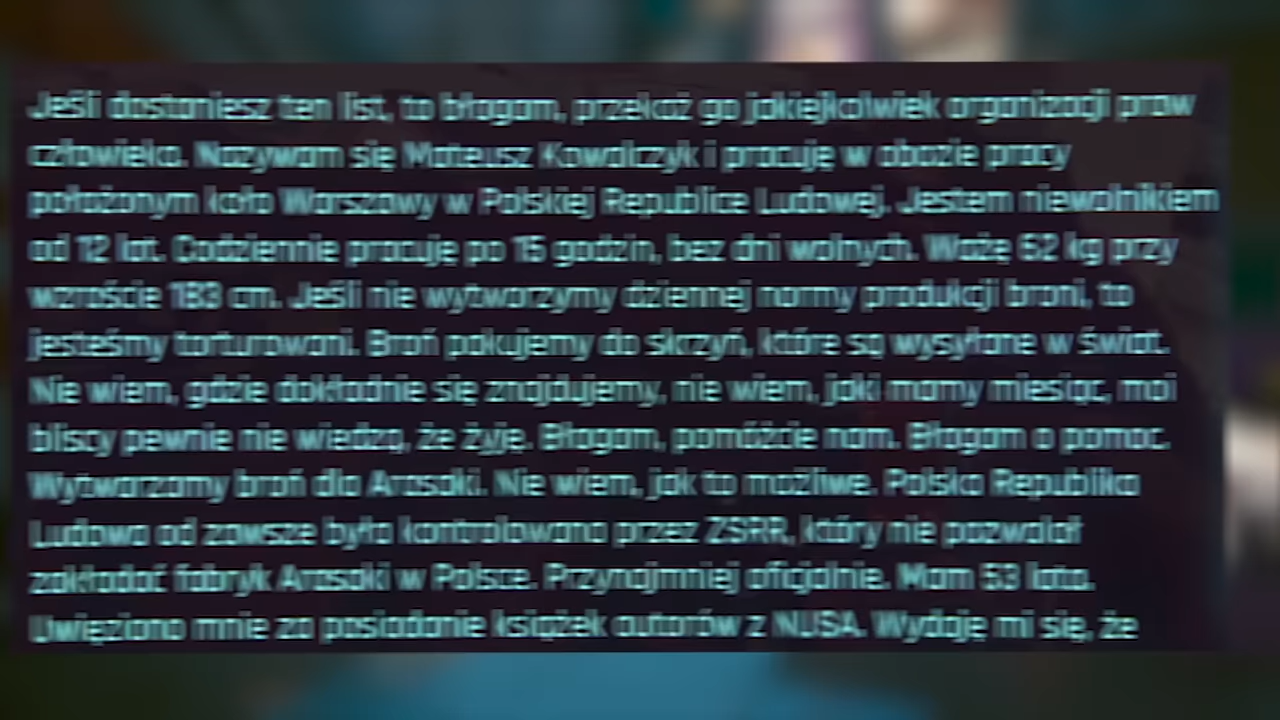 Jeśli dostaniesz ten list, to błagam, przekaż go jakiejkolwiek organizacji praw
człowieka. Nazywam się Mateusz Kowalczyk i pracuję w obozie pracy
położonym koło Warszawy w Polskiej Republice Ludowej. Jestem niewolnikiem
od 12 lat. Codziennie pracuję po 16 godzin, bez dni wolnych. Ważę 62 kg przy
wzroście 183 cm. Jeśli nie wytworzymy dziennej normy produkcji broni, to
jesteśmy torturowani. Broń pakujemy do skrzyń, które są wysyłane w świat.
Nie wiem, gdzie dokładnie się znajdujemy, nie wiem, jaki mamy miesiąc, moi
bliscy pewnie nie wiedzą, że żyję. Błagam, pomóżcie nam. Błagam o pomoc.
Wytwarzamy broń dla Arasaki. Nie wiem, jak to możliwe. Polska Republika
Ludowa od zawsze była kontrolowana przez ZSRR, który nie pozwalał
zakładać fabryk Arasaki w Polsce. Przynajmniej oficjalnie. Mam 53 lata.
Uwięziono mnie za posiadanie książek autorów z NUSA. Wydaję mi się, że